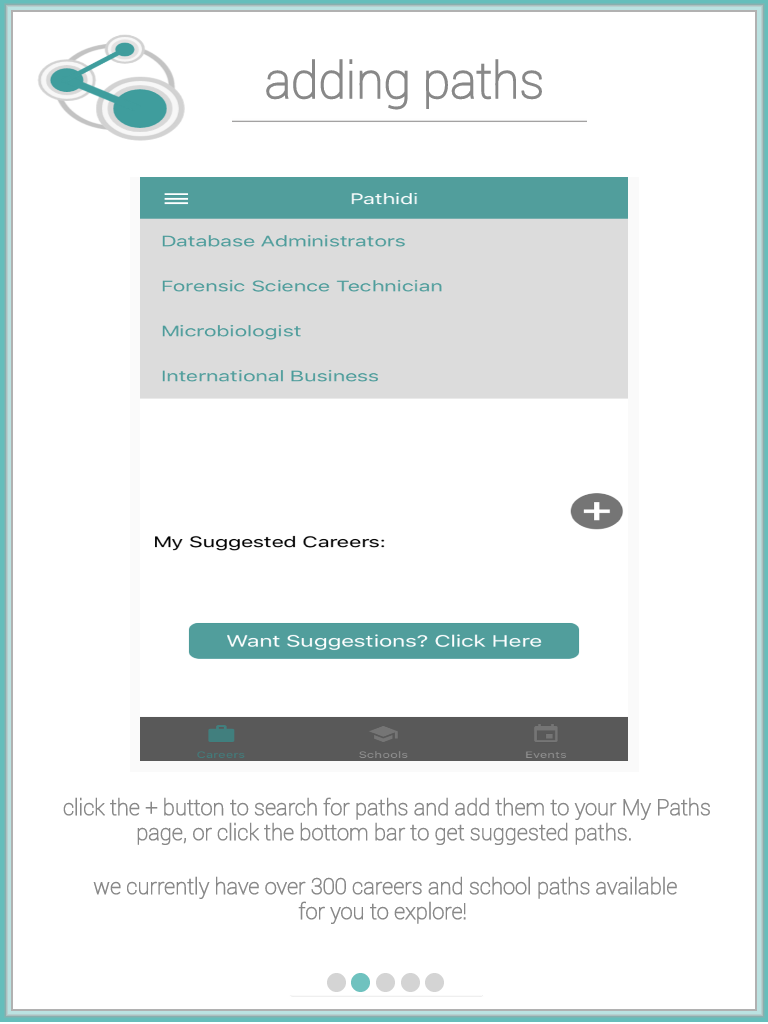 adding paths
Pathidi
Database Administrators
Forensic Science Technician
Microbiologist
International Business
My Suggested Careers:
Want Suggestions? Click Here
Careers
Schools
Events
click the + button to search for paths and add them to your My Paths
page, or click the bottom bar to get suggested paths.
we currently have over 300 careers and school paths available
for you to explore!